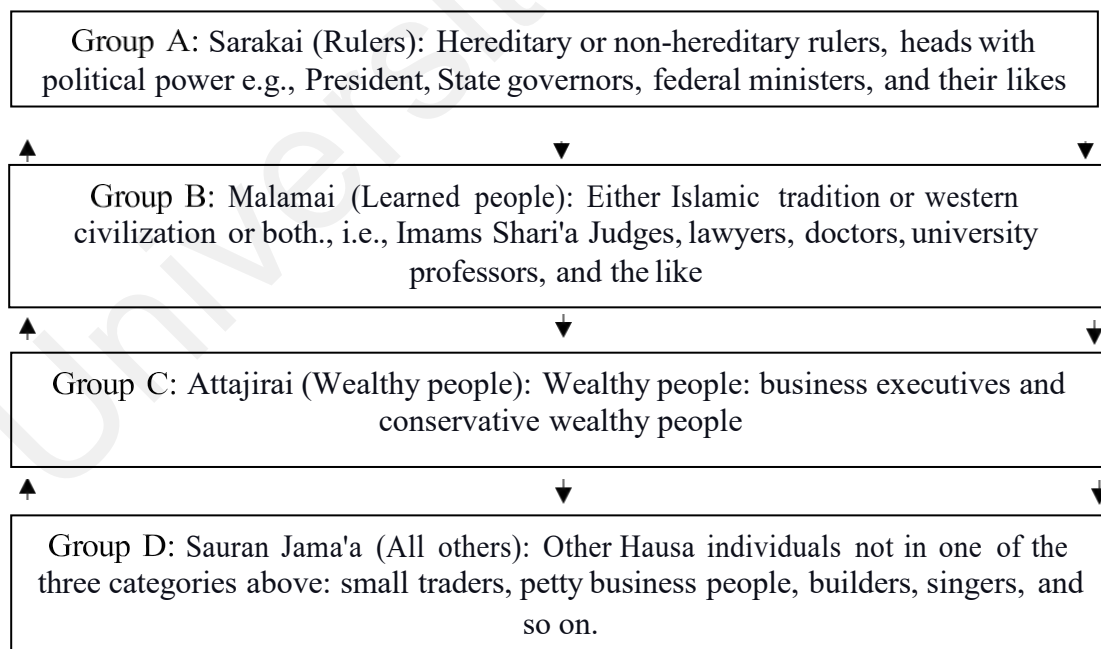 Group A: Sarakai (Rulers): Hereditary or non-hereditary rulers, heads with
political power e.g., President, State governors, federal ministers, and their likes
Group B: Malamai (Learned people): Either Islamic tradition or western
civilization or both., i.e., Imams Shari'a Judges, lawyers, doctors, university
professors, and the like
Group C: Attajirai (Wealthy people): Wealthy people: business executives and
conservative wealthy people
Group D: Sauran Jama'a (All others): Other Hausa individuals not in one of the
three categories above: small traders, petty business people, builders, singers, and
so on.
Universit